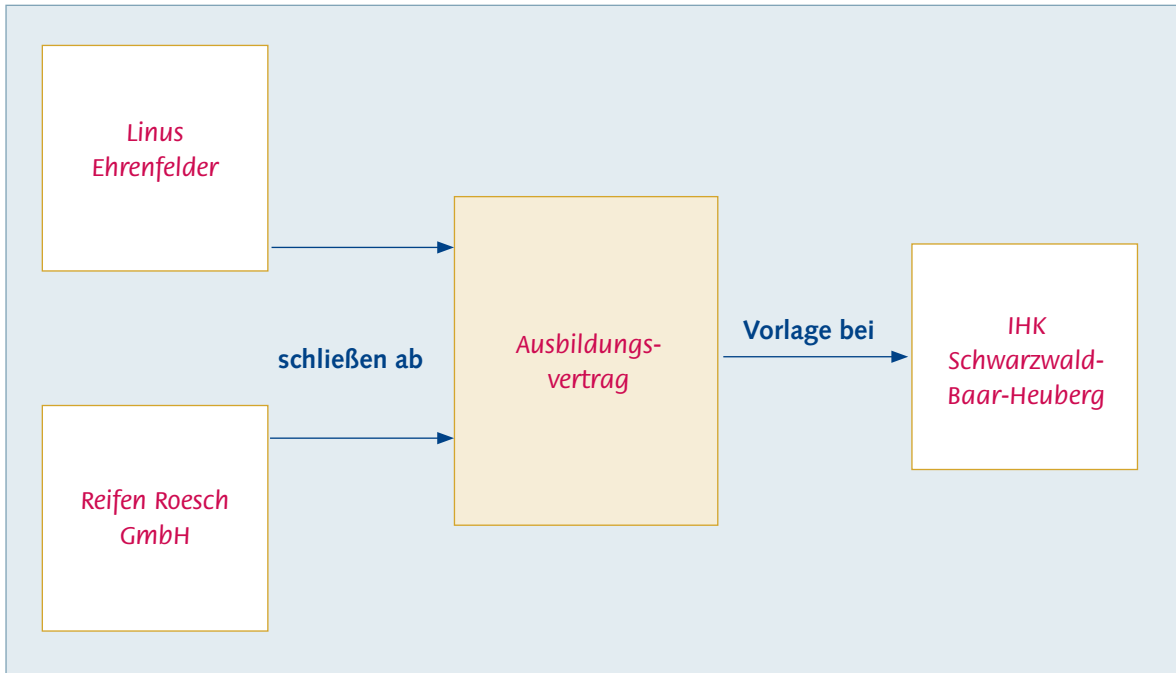 Linus
Ehrenfelder
schließen ab
Reifen Roesch
GmbH
Ausbildungs-
vertrag
Vorlage bei
IHK
Schwarzwald-
Baar-Heuberg